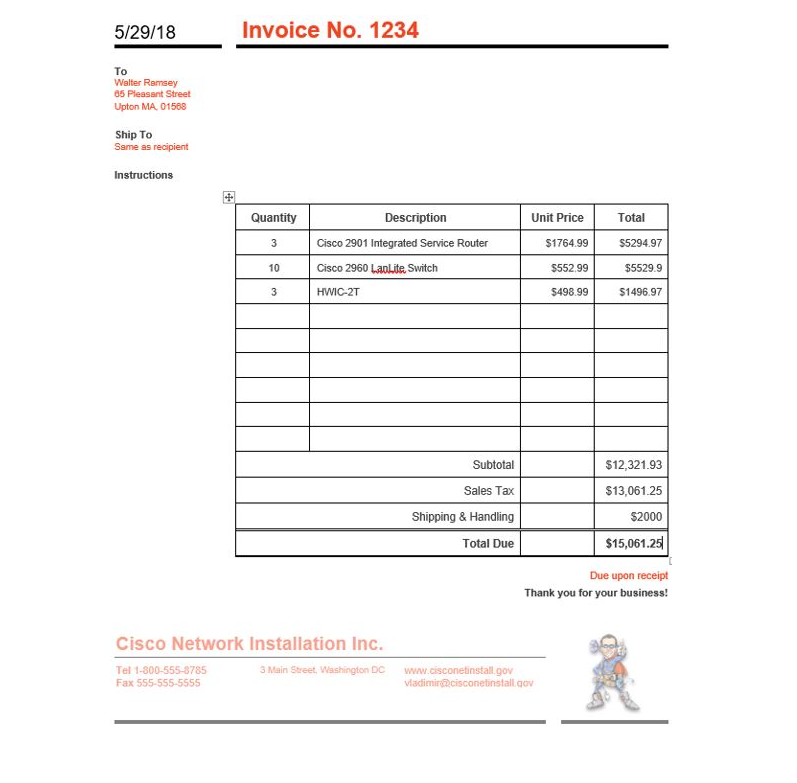 5/29/18
Invoice No. 1234
To
Walter Ramsey
65 Pleasant Street
Upton MA, 01568
Ship To
Same as recipient
Instructions
Quantity Description Unit Price Total
3 Cisco 2901 Integrated Service Router $1764.99 $5294.97
10 Cisco 2960 LanLite Switch $552.99 $5529.9
3 HWIC-2T $498.99 $1496.97
Subtotal $12,321.93
Sales Tax $13,061.25
Shipping & Handling $2000
Total Due $15,061.25
Due upon receipt
Thank you for your business!
Cisco Network Installation Inc.
Tel 1-800-555-8785 3 Main Street, Washington DC www.cisconetinstall.gov
Fax 555-555-5555 vladimir@cisconetinstall.gov